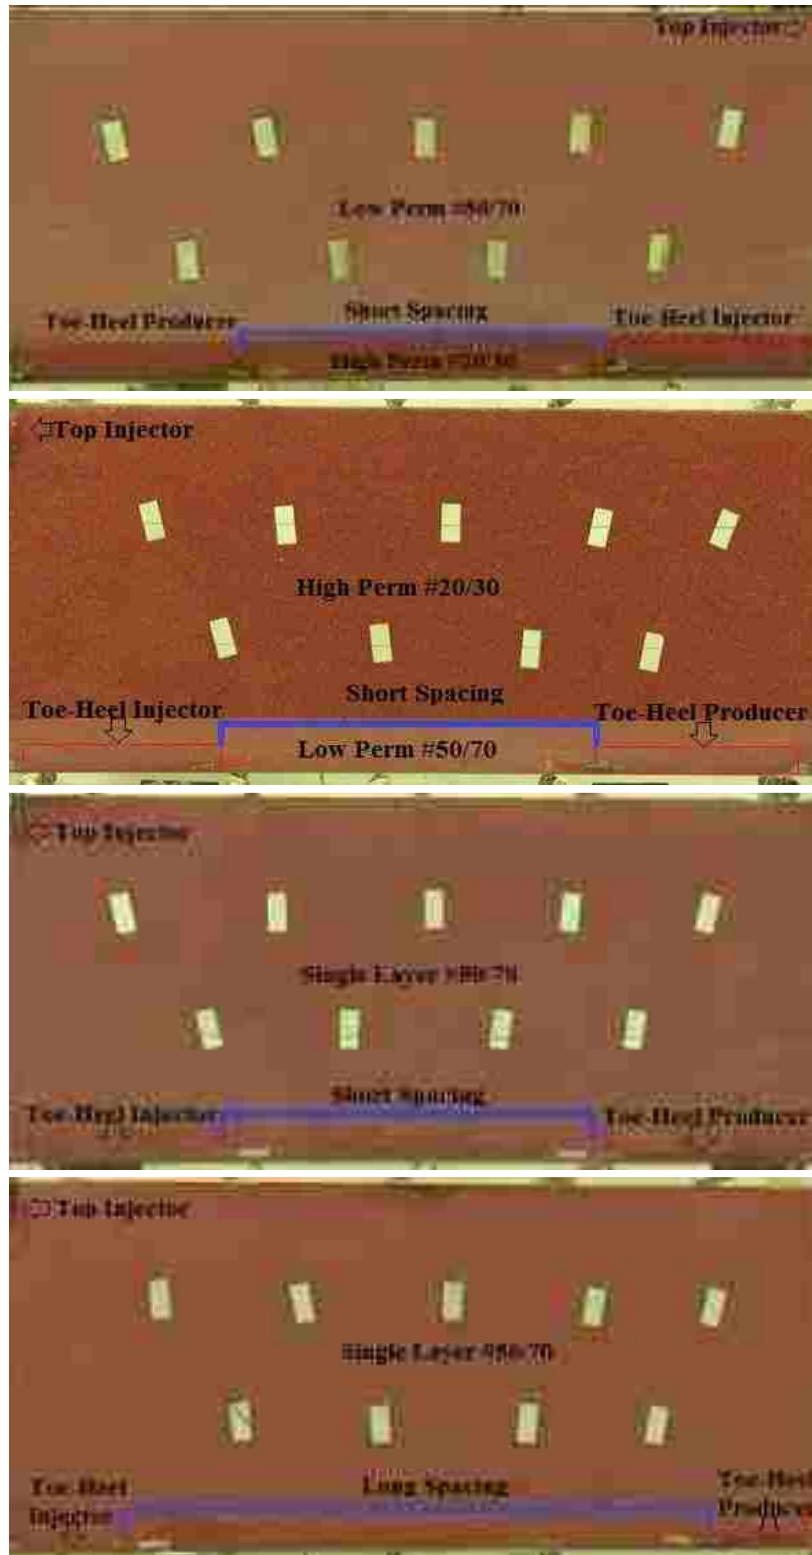 Top Injector
Low Perm #50/70
Short Spacing
Toe-Heel Producer
Toe-Heel Injector
High Perm #20/30
Top Injector
High Perm #20/30
Short Spacing
Toe-Heel Injector
Toe-Heel Producer
Low Perm #50/70
Top Injector
Single Layer #50/70
Short Spacing
Toe-Heel Injector
Toe-Heel Producer
Top Injector
Single Layer #50/70
Toe-Heel
Injector
Long Spacing
Toe-Heel
Producer